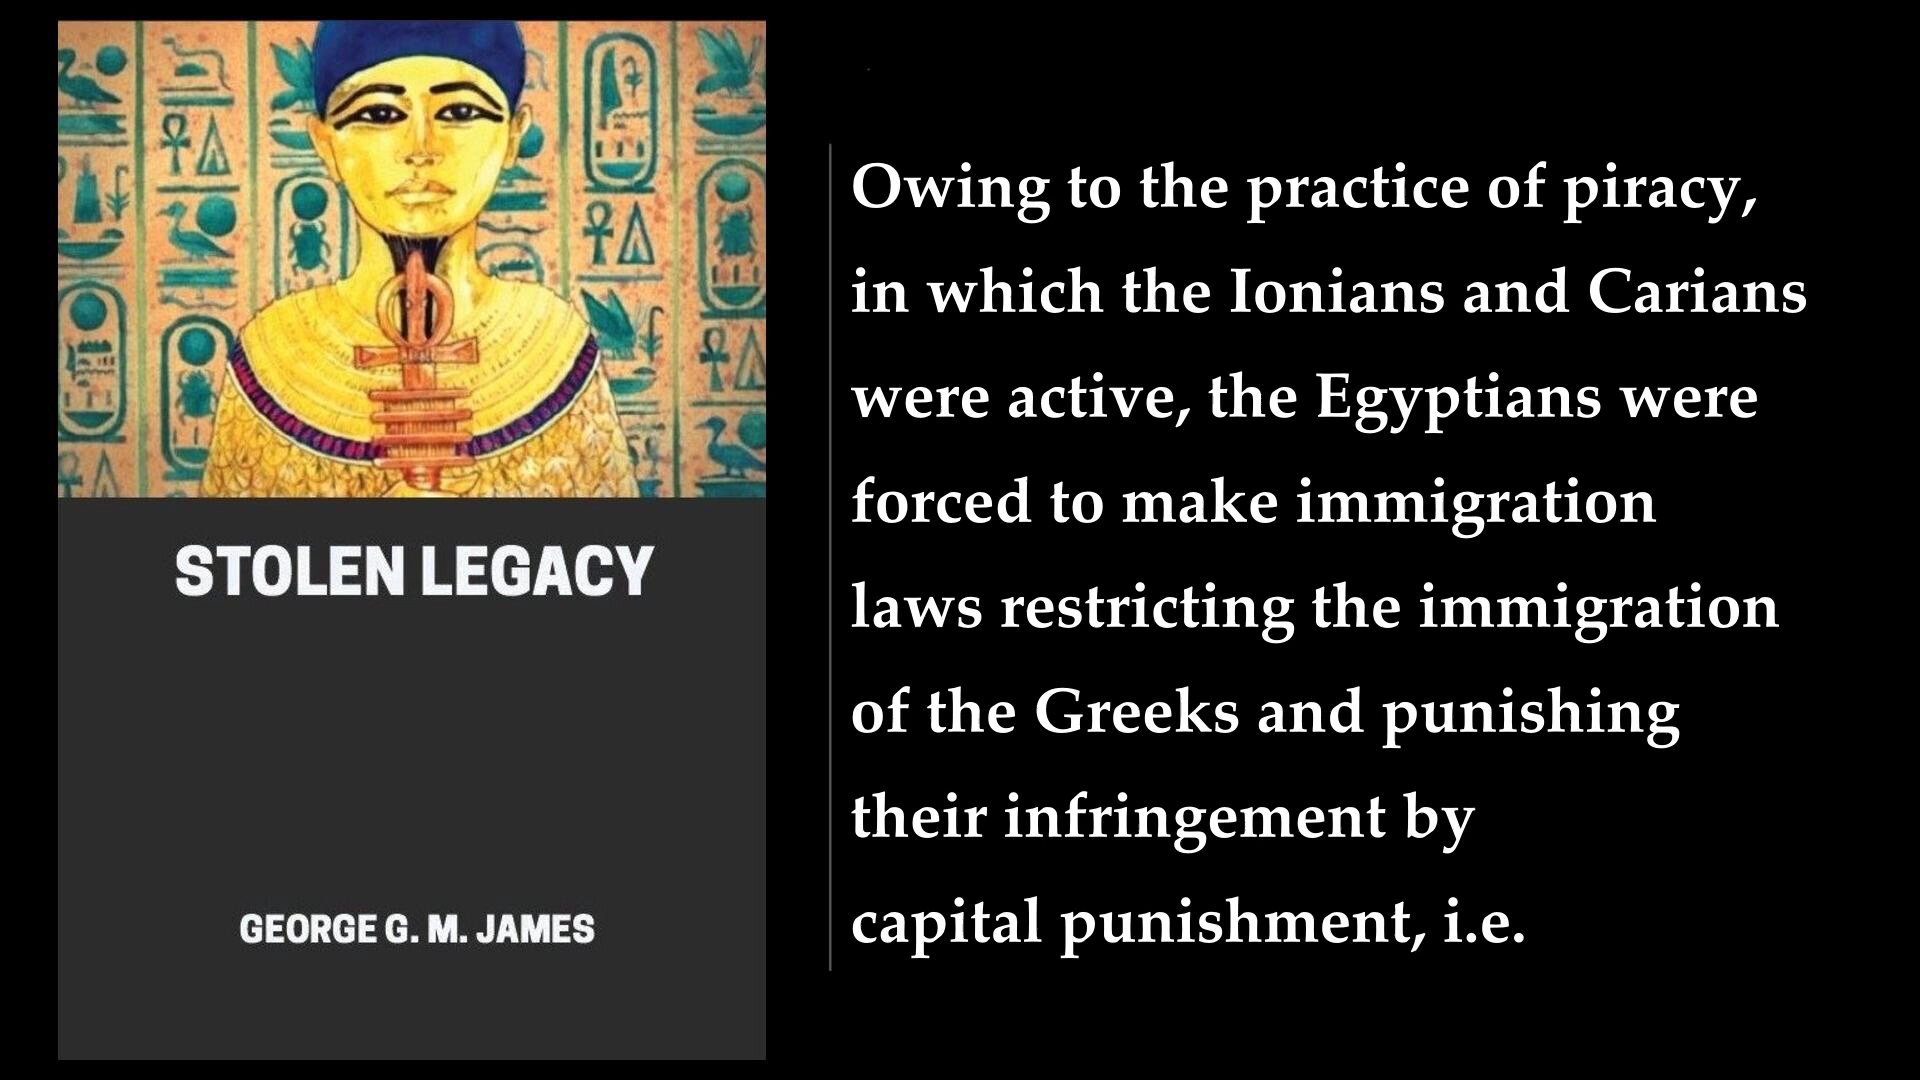 STOLEN LEGACY
GEORGE G. M. JAMES
Owing to the practice of piracy,
in which the Ionians and Carians
were active, the Egyptians were
forced to make immigration
laws restricting the immigration
of the Greeks and punishing
their infringement by
capital punishment, i.e.